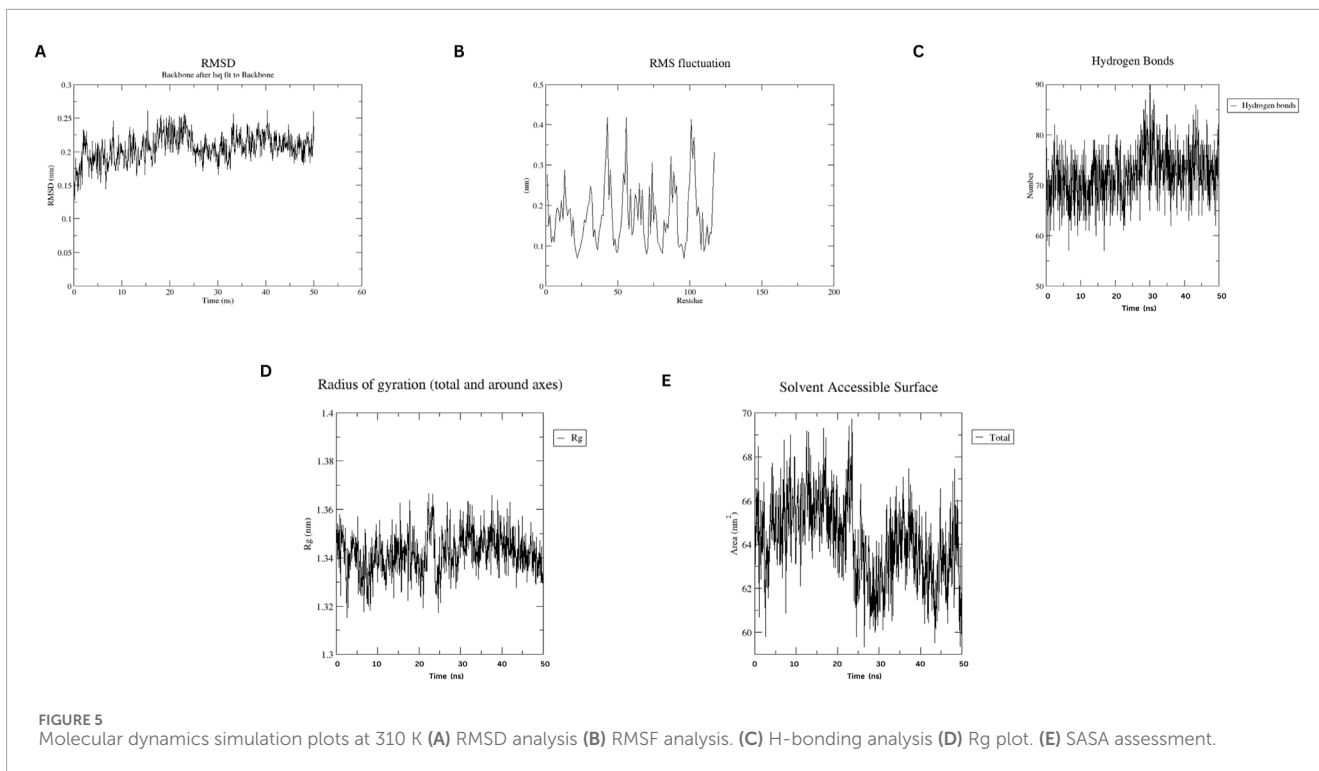 A
RMSD
Backbone after lsq fit to Backbone
0.3
0.25
0.2
0.15
0.1
0.05
0
RMSD (nm)
0
10
20
30
40
50
60
Time (ns)
B
RMS fluctuation
0.5
0.4
0.3
0.2
0.1
0
(nm)
0
50
100
150
200
Residue
C
Hydrogen Bonds
90
80
70
60
50
Number
Hydrogen bonds
0
10
20
30
40
50
Time (ns)
D
Radius of gyration (total and around axes)
1.4
1.38
1.36
1.34
1.32
1.3
Rg (nm)
Rg
0
10
20
30
40
50
Time (ns)
E
Solvent Accessible Surface
70
68
66
64
62
60
Area (nm²)
Total
0
10
20
30
40
50
Time (ns)
FIGURE 5
Molecular dynamics simulation plots at 310 K (A) RMSD analysis (B) RMSF analysis. (C) H-bonding analysis (D) Rg plot. (E) SASA assessment.